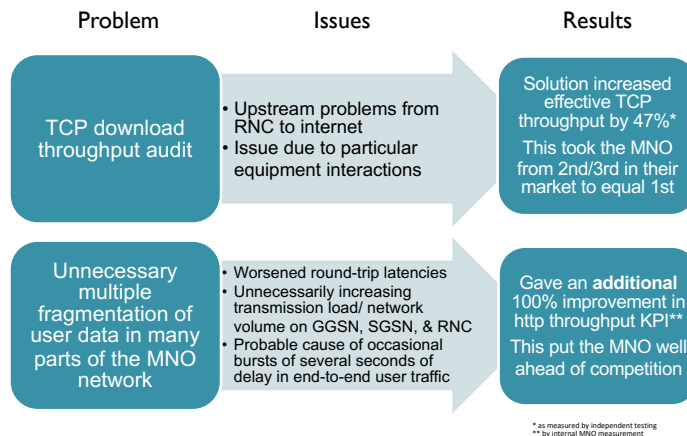 Problem
Issues
Results
TCP download
throughput audit
• Upstream problems from
RNC to internet
• Issue due to particular
equipment interactions
Solution increased
effective TCP
throughput by 47%*
This took the MNO
from 2nd/3rd in their
market to equal 1st
Unnecessary
multiple
fragmentation of
user data in many
parts of the MNO
network
• Worsened round-trip latencies
• Unnecessarily increasing
transmission load/ network
volume on GGSN, SGSN, & RNC
• Probable cause of occasional
bursts of several seconds of
delay in end-to-end user traffic
Gave an additional
100% improvement in
http throughput KPI**
This put the MNO well
ahead of competition
* as measured by independent testing
** by internal MNO measurement